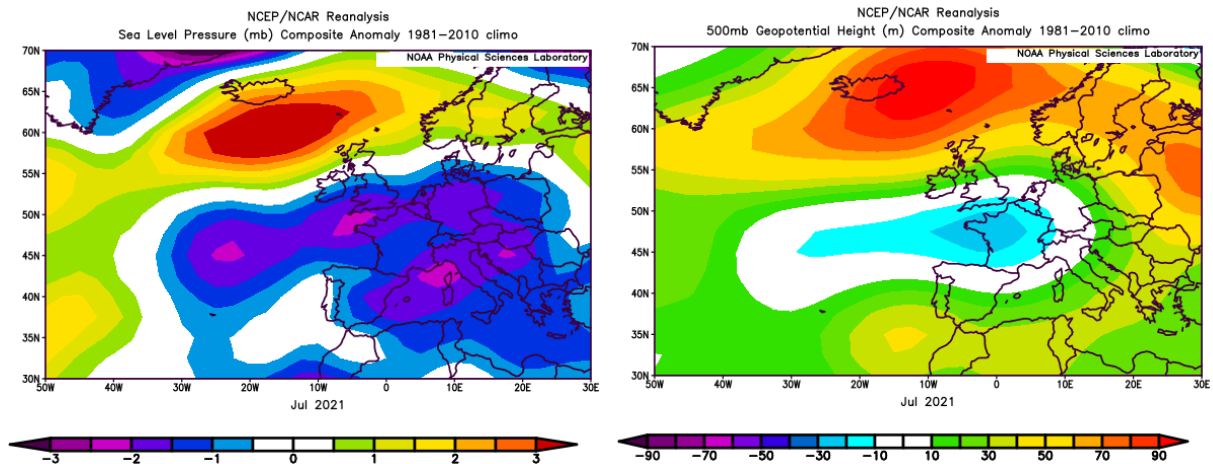 NCEP/NCAR Reanalysis
Sea Level Pressure (mb) Composite Anomaly 1981-2010 climo
NOAA Physical Sciences Laboratory
70N
65N
60N
55N
50N
45N
40N
35N
30N
50W 40W 30W 20W 10W 0 10E 20E 30E
Jul 2021
-3 -2 -1 0 1 2 3
NCEP/NCAR Reanalysis
500mb Geopotential Height (m) Composite Anomaly 1981-2010 climo
NOAA Physical Sciences Laboratory
70N
65N
60N
55N
50N
45N
40N
35N
30N
50W 40W 30W 20W 10W 0 10E 20E 30E
Jul 2021
-90 -70 -50 -30 -10 10 30 50 70 90